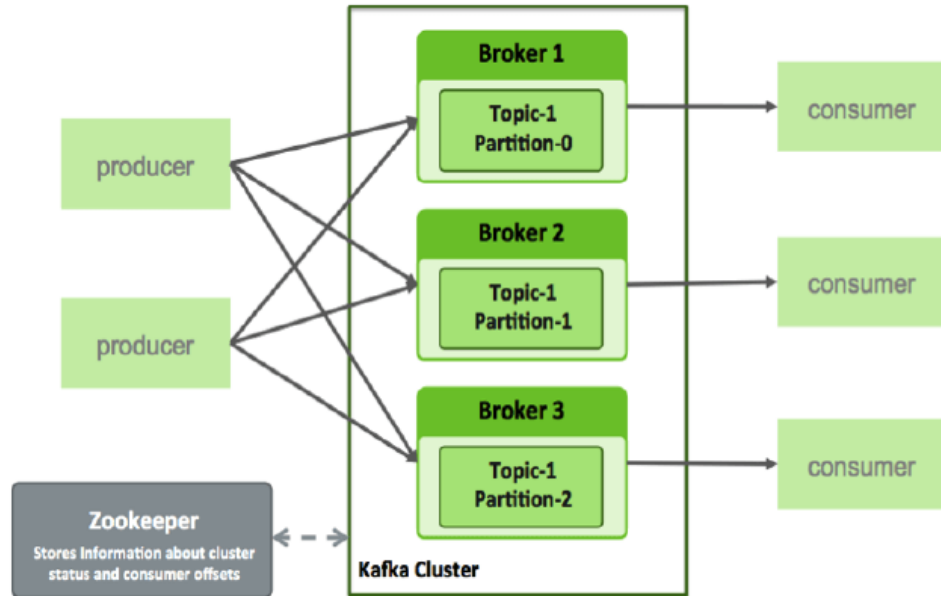 Broker 1
Topic-1
Partition-0
consumer
producer
Broker 2
Topic-1
Partition-1
consumer
producer
Broker 3
Topic-1
Partition-2
consumer
Zookeeper
Stores Information about cluster
status and consumer offsets
Kafka Cluster